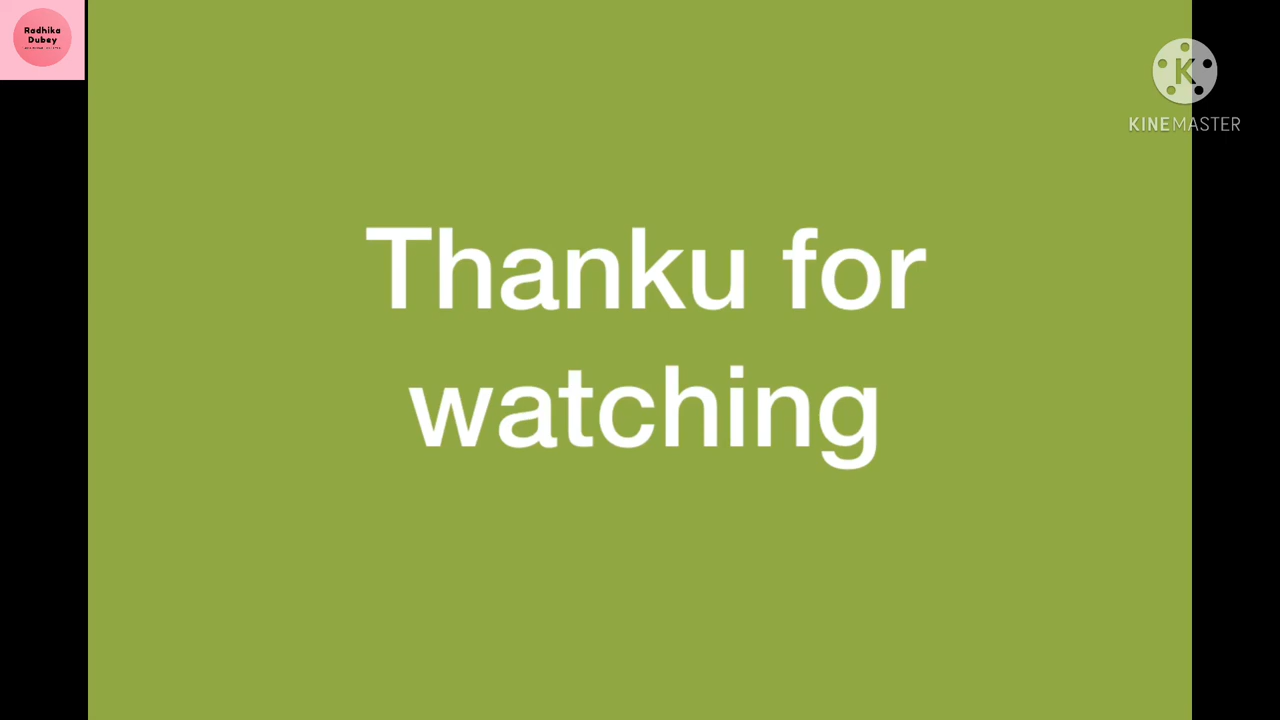 Radhika
Dubey
K
KINEMASTER
Thanku for
watching